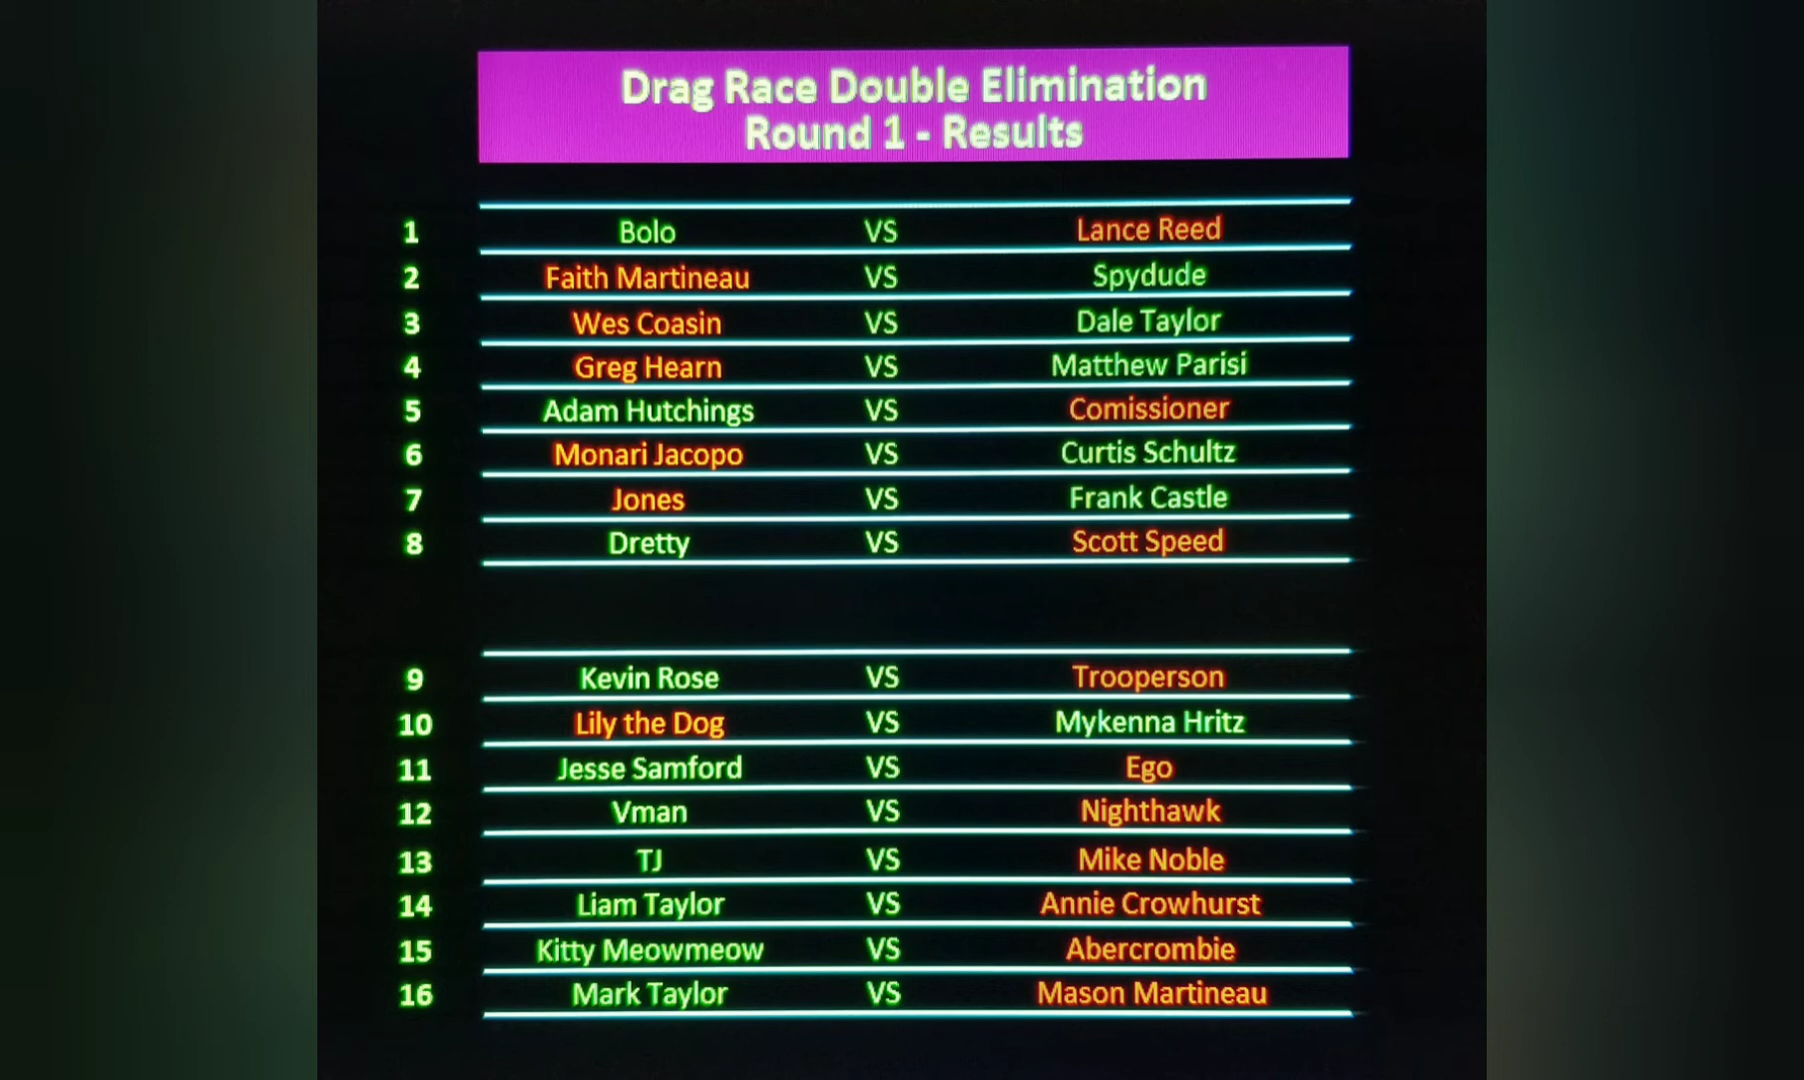 Drag Race Double Elimination
Round 1 - Results
1 Bolo VS Lance Reed
2 Faith Martineau VS Spydude
3 Wes Coasin VS Dale Taylor
4 Greg Hearn VS Matthew Parisi
5 Adam Hutchings VS Comissioner
6 Monari Jacopo VS Curtis Schultz
7 Jones VS Frank Castle
8 Dretty VS Scott Speed
9 Kevin Rose VS Trooperson
10 Lily the Dog VS Mykenna Hritz
11 Jesse Samford VS Ego
12 Vman VS Nighthawk
13 TJ VS Mike Noble
14 Liam Taylor VS Annie Crowhurst
15 Kitty Meowmeow VS Abercrombie
16 Mark Taylor VS Mason Martineau